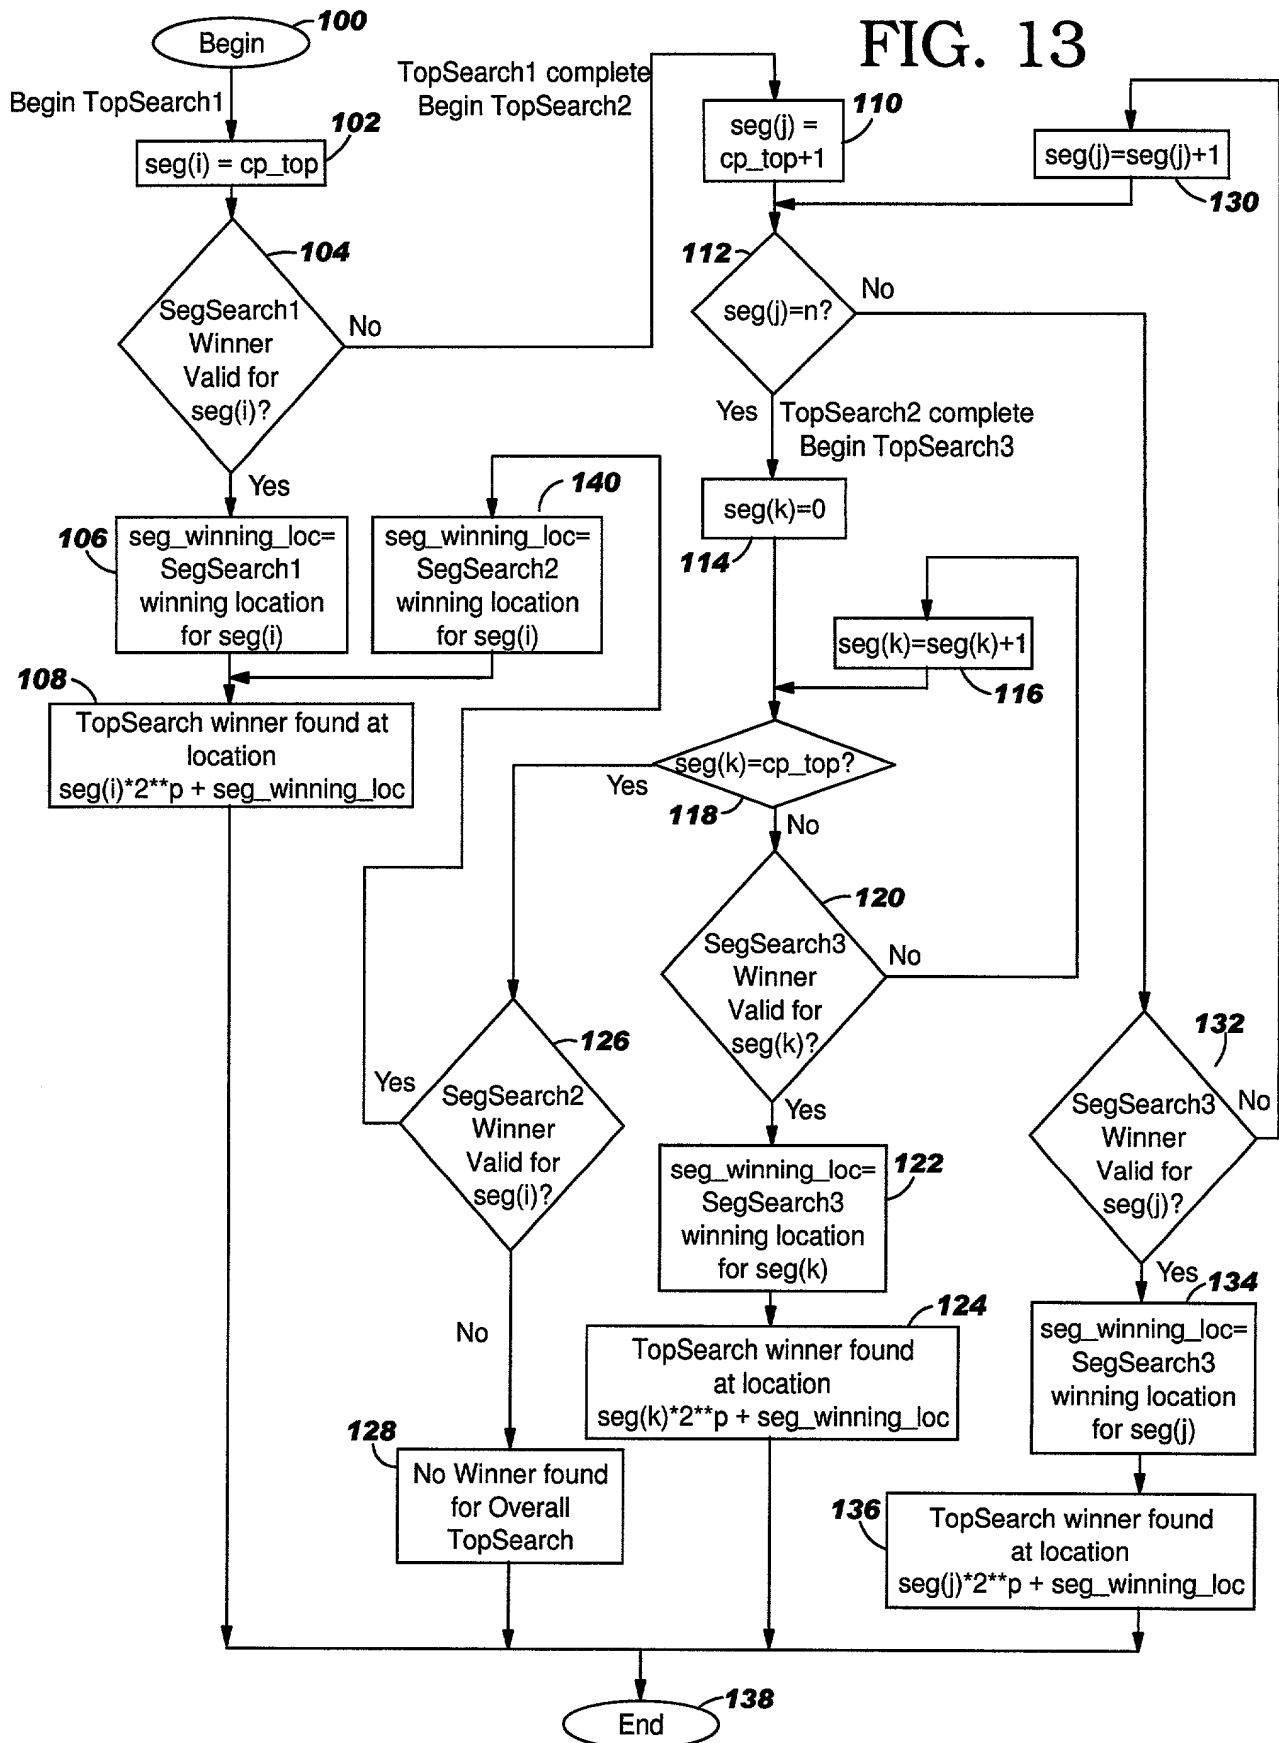 FIG. 13
100
Begin
Begin TopSearch1
102
seg(i) = cp_top
104
SegSearch1
Winner
Valid for
seg(i)?
No
Yes
TopSearch1 complete
Begin TopSearch2
110
seg(j) =
cp_top+1
seg(j)=seg(j)+1
130
112
seg(j)=n?
No
Yes
TopSearch2 complete
Begin TopSearch3
106
seg_winning_loc=
SegSearch1
winning location
for seg(i)
140
seg_winning_loc=
SegSearch2
winning location
for seg(i)
108
TopSearch winner found at
location
seg(i)*2**p + seg_winning_loc
seg(k)=0
114
seg(k)=seg(k)+1
116
seg(k)=cp_top?
Yes
118
No
120
SegSearch3
Winner
Valid for
seg(k)?
No
Yes
126
Yes
SegSearch2
Winner
Valid for
seg(i)?
No
132
SegSearch3
Winner
Valid for
seg(j)?
No
Yes
122
seg_winning_loc=
SegSearch3
winning location
for seg(k)
124
TopSearch winner found
at location
seg(k)*2**p + seg_winning_loc
134
seg_winning_loc=
SegSearch3
winning location
for seg(j)
128
No Winner found
for Overall
TopSearch
136
TopSearch winner found
at location
seg(j)*2**p + seg_winning_loc
138
End